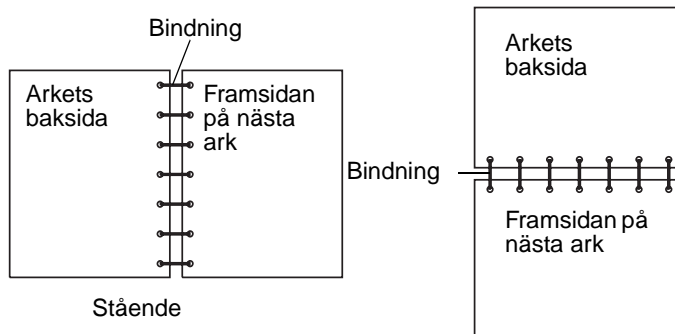 Bindning
Arkets
baksida
Framsidan
på nästa
ark
Stående
Arkets
baksida
Bindning
Framsidan på
nästa ark